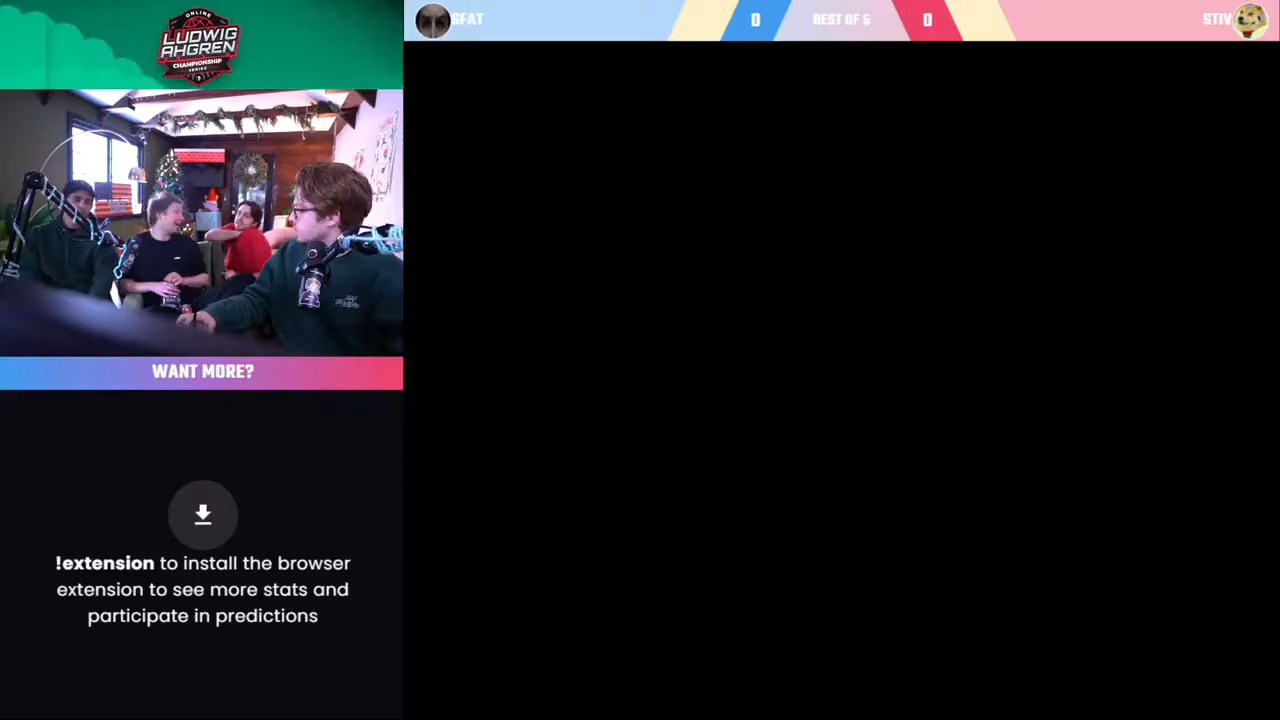 ONLINE
LUDWIG
AHGREN
CHAMPIONSHIP
SERIES
SFAT
0
BEST OF 5
0
STIV
WANT MORE?
!extension to install the browser
extension to see more stats and
participate in predictions